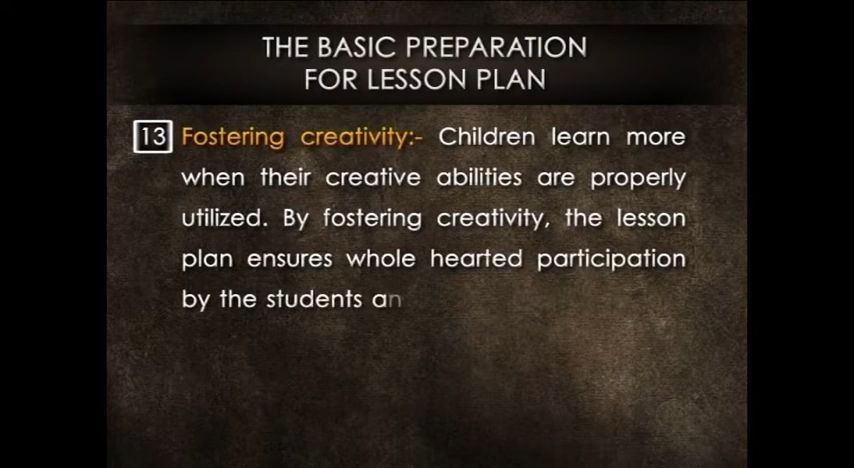 THE BASIC PREPARATION
FOR LESSON PLAN
13 Fostering creativity:- Children learn more
when their creative abilities are properly
utilized. By fostering creativity, the lesson
plan ensures whole hearted participation
by the students an